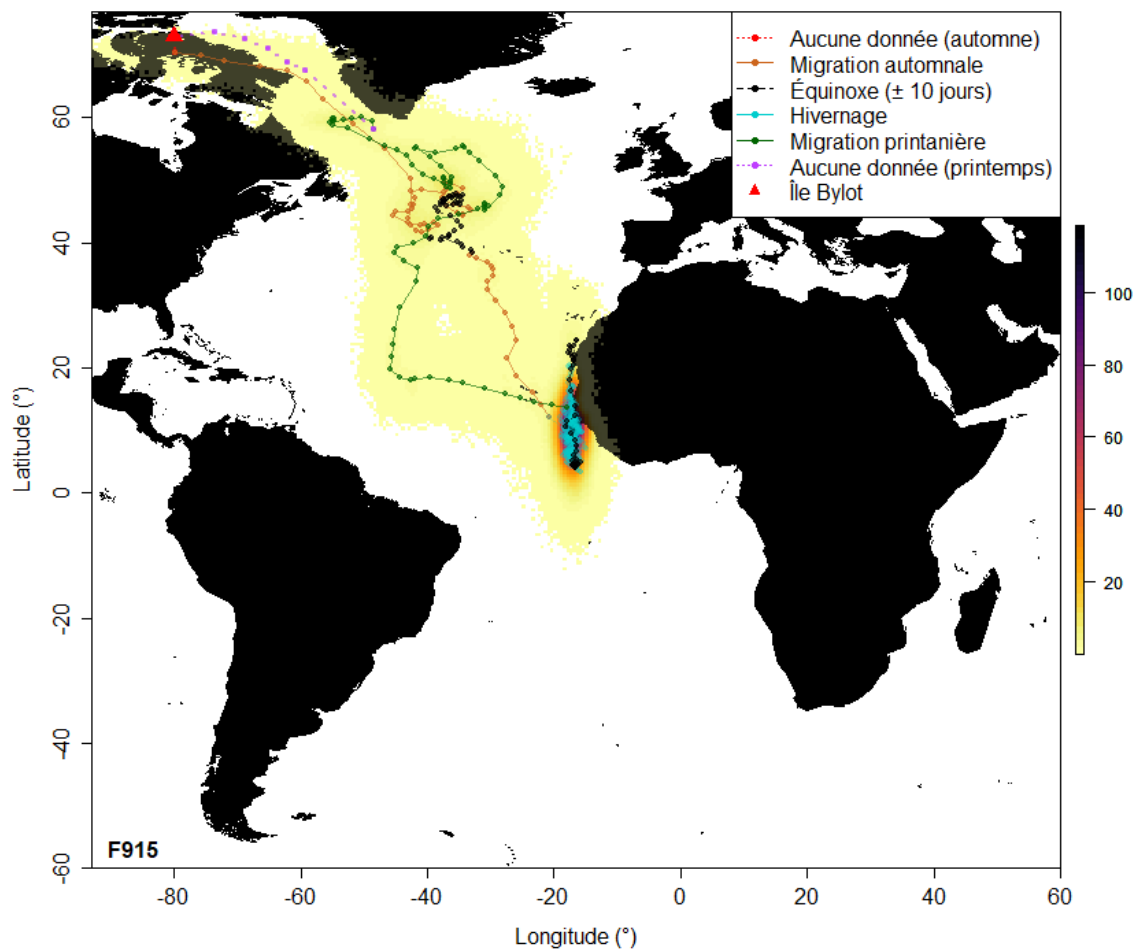 Aucune donnée (automne)
Migration automnale
Équinoxe (± 10 jours)
Hivernage
Migration printanière
Aucune donnée (printemps)
Île Bylot
60
40
20
0
-20
-40
-60
Latitude (°)
100
80
60
40
20
F915
-80 -60 -40 -20 0 20 40 60
Longitude (°)